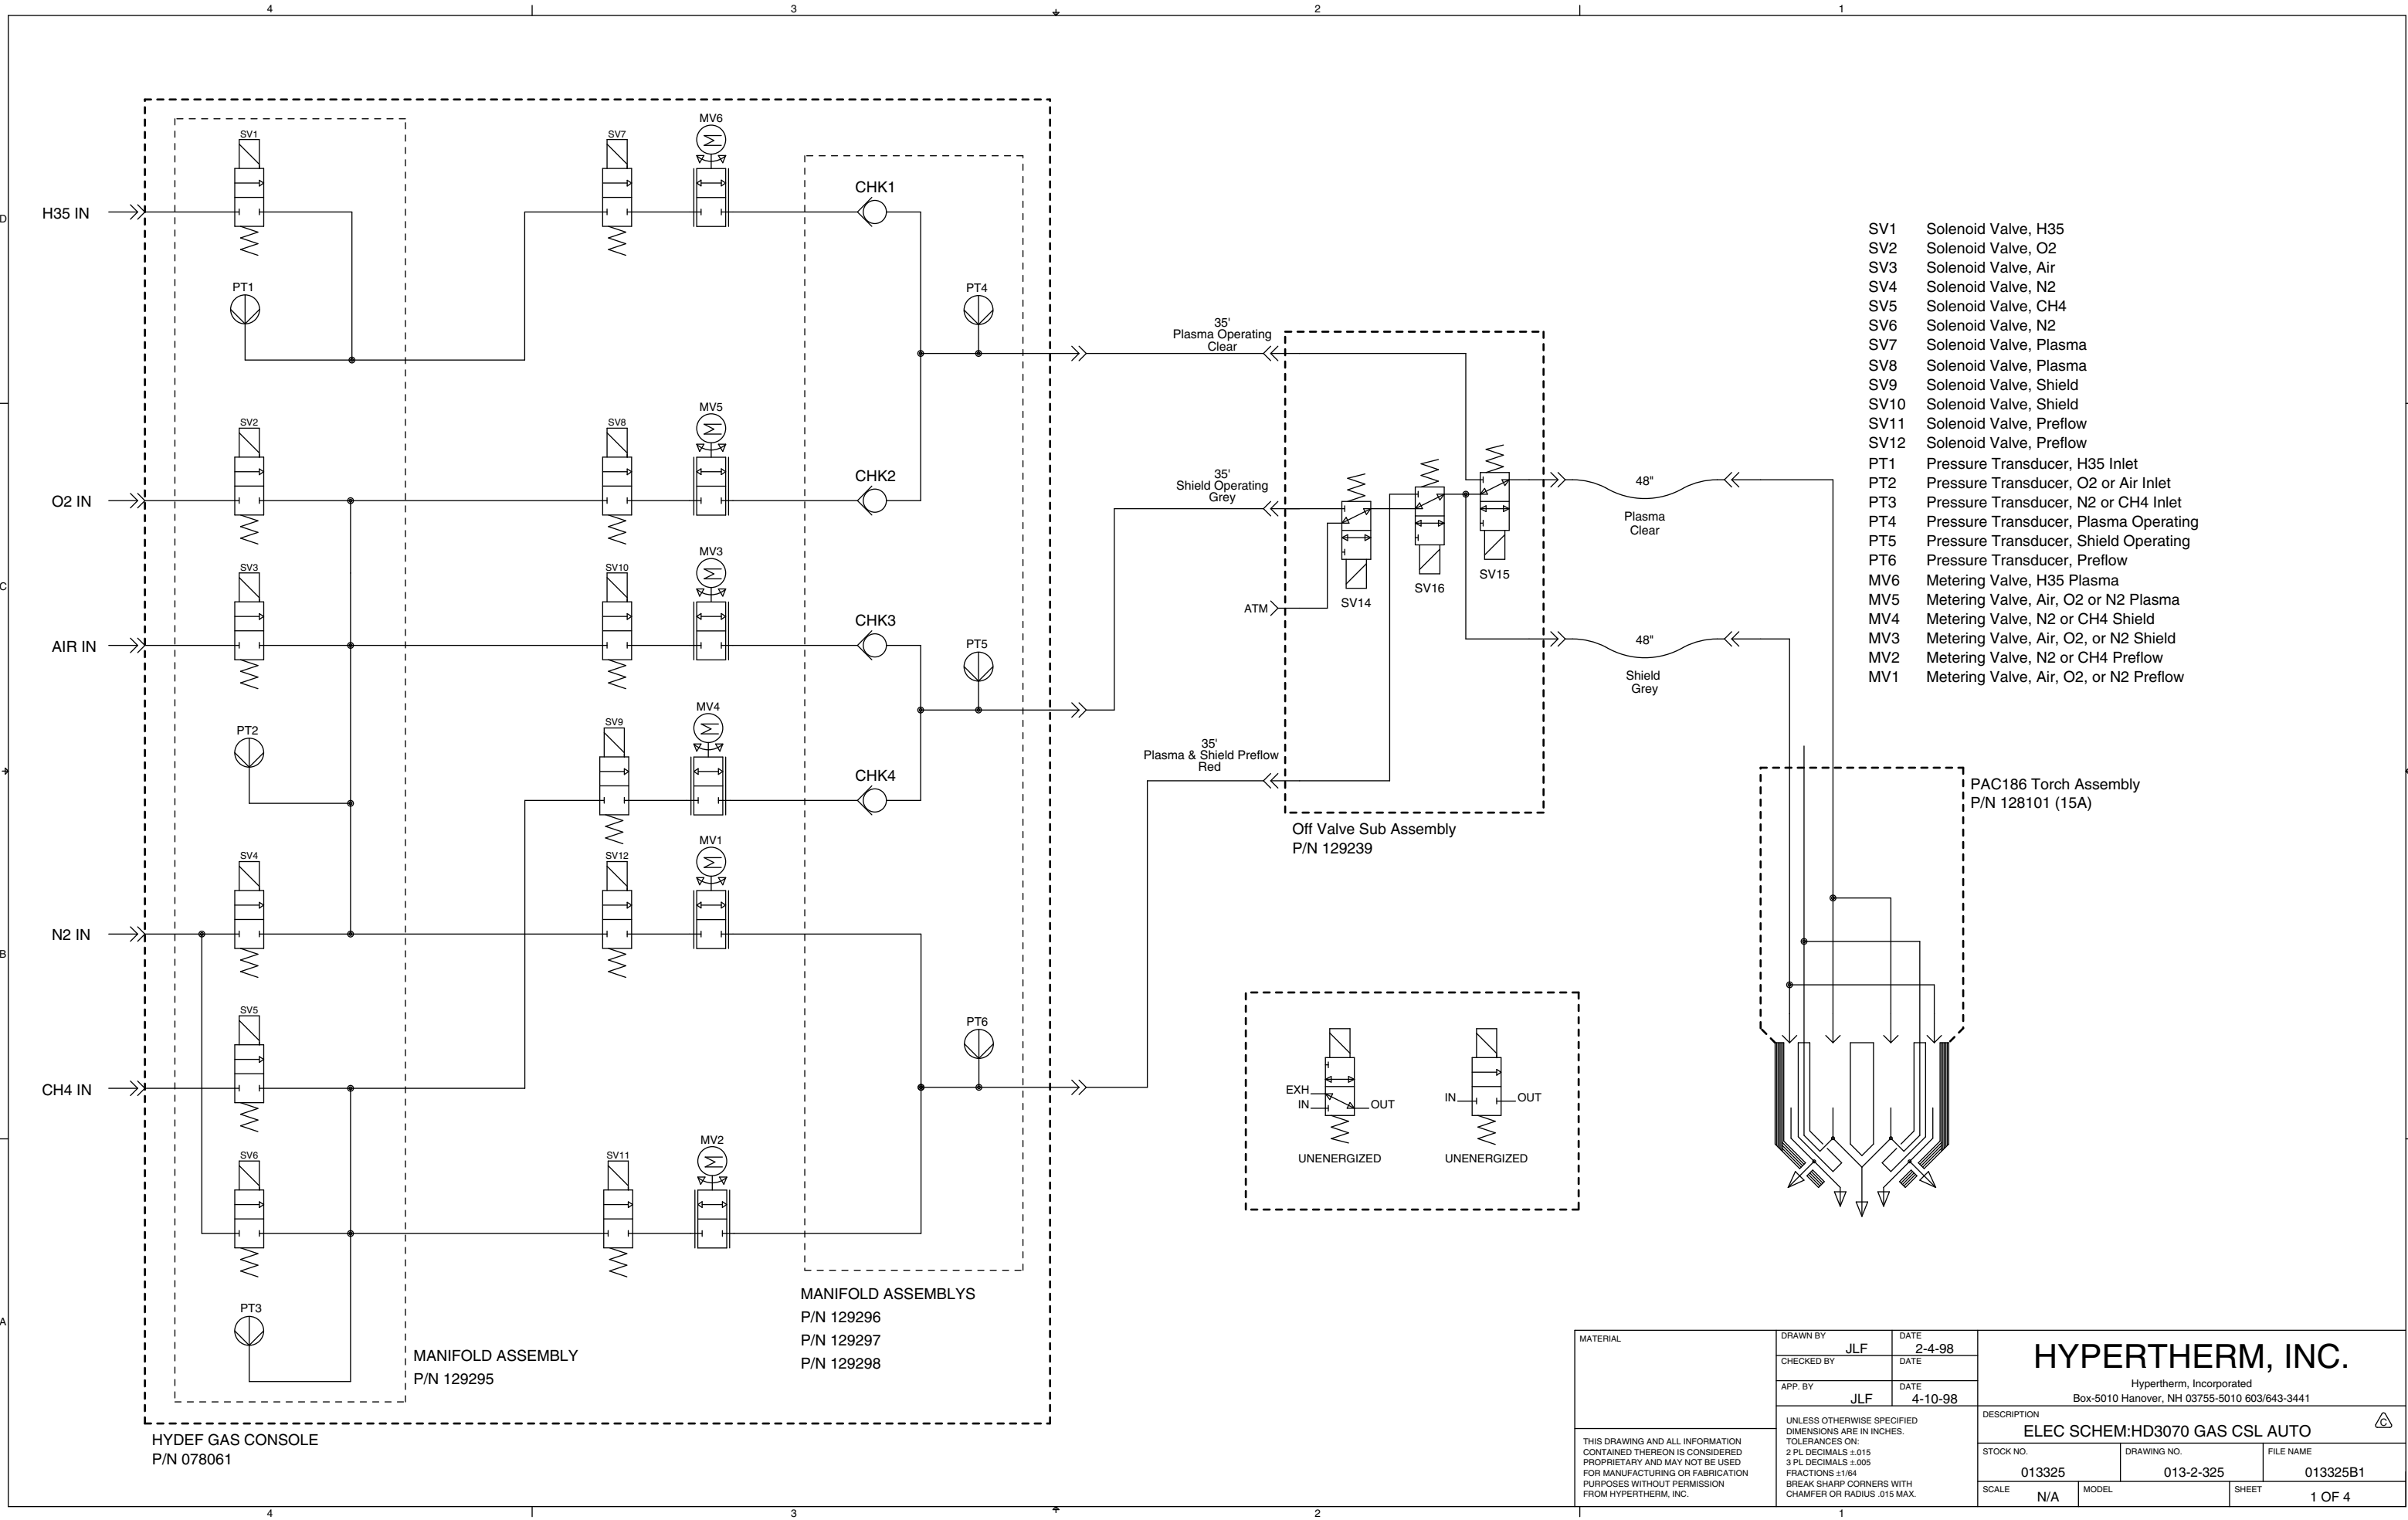 4 3 2 1
D
C
B
A
H35 IN
O2 IN
AIR IN
N2 IN
CH4 IN
SV1
SV7
MV6
CHK1
PT1
PT4
SV2
SV8
MV5
CHK2
SV3
SV10
MV3
CHK3
PT2
PT5
SV9
MV4
CHK4
SV4
SV12
MV1
SV5
PT6
SV6
SV11
MV2
PT3
MANIFOLD ASSEMBLY
P/N 129295
MANIFOLD ASSEMBLYS
P/N 129296
P/N 129297
P/N 129298
HYDEF GAS CONSOLE
P/N 078061
35'
Plasma Operating
Clear
35'
Shield Operating
Grey
ATM
35'
Plasma & Shield Preflow
Red
SV14
SV16
SV15
Off Valve Sub Assembly
P/N 129239
48"
Plasma
Clear
48"
Shield
Grey
SV1 Solenoid Valve, H35
SV2 Solenoid Valve, O2
SV3 Solenoid Valve, Air
SV4 Solenoid Valve, N2
SV5 Solenoid Valve, CH4
SV6 Solenoid Valve, N2
SV7 Solenoid Valve, Plasma
SV8 Solenoid Valve, Plasma
SV9 Solenoid Valve, Shield
SV10 Solenoid Valve, Shield
SV11 Solenoid Valve, Preflow
SV12 Solenoid Valve, Preflow
PT1 Pressure Transducer, H35 Inlet
PT2 Pressure Transducer, O2 or Air Inlet
PT3 Pressure Transducer, N2 or CH4 Inlet
PT4 Pressure Transducer, Plasma Operating
PT5 Pressure Transducer, Shield Operating
PT6 Pressure Transducer, Preflow
MV6 Metering Valve, H35 Plasma
MV5 Metering Valve, Air, O2 or N2 Plasma
MV4 Metering Valve, N2 or CH4 Shield
MV3 Metering Valve, Air, O2, or N2 Shield
MV2 Metering Valve, N2 or CH4 Preflow
MV1 Metering Valve, Air, O2, or N2 Preflow
PAC186 Torch Assembly
P/N 128101 (15A)
EXH
IN
OUT
UNENERGIZED
IN
OUT
UNENERGIZED
MATERIAL
THIS DRAWING AND ALL INFORMATION
CONTAINED THEREON IS CONSIDERED
PROPRIETARY AND MAY NOT BE USED
FOR MANUFACTURING OR FABRICATION
PURPOSES WITHOUT PERMISSION
FROM HYPERTHERM, INC.
DRAWN BY JLF
DATE 2-4-98
CHECKED BY
DATE
APP. BY JLF
DATE 4-10-98
UNLESS OTHERWISE SPECIFIED
DIMENSIONS ARE IN INCHES.
TOLERANCES ON:
2 PL DECIMALS ±.015
3 PL DECIMALS ±.005
FRACTIONS ±1/64
BREAK SHARP CORNERS WITH
CHAMFER OR RADIUS .015 MAX.
HYPERTHERM, INC.
Hypertherm, Incorporated
Box-5010 Hanover, NH 03755-5010 603/643-3441
DESCRIPTION
ELEC SCHEM:HD3070 GAS CSL AUTO
C
STOCK NO. 013325
DRAWING NO. 013-2-325
FILE NAME 013325B1
SCALE N/A
MODEL
SHEET 1 OF 4
4 3 2 1